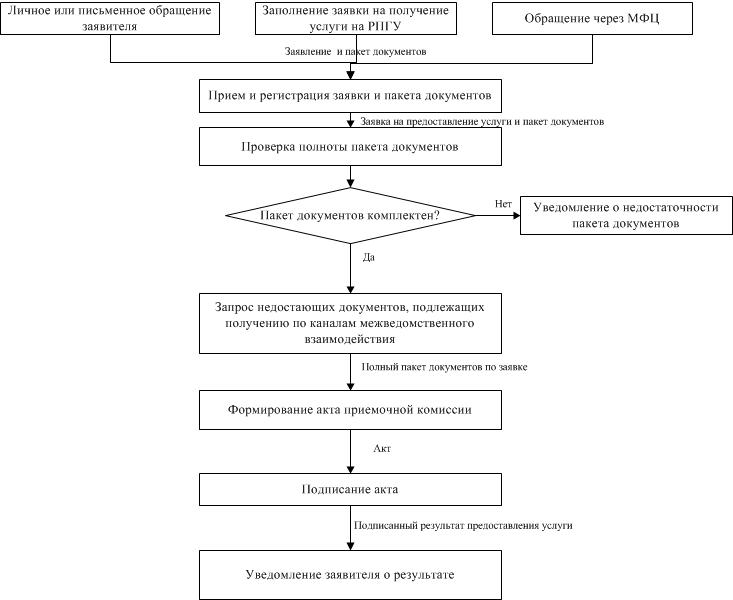 Личное или письменное обращение
заявителя
Заполнение заявки на получение
услуги на РПГУ
Обращение через МФЦ
Заявление и пакет документов
Прием и регистрация заявки и пакета документов
Заявка на предоставление услуги и пакет документов
Проверка полноты пакета документов
Пакет документов комплектен?
Нет
Уведомление о недостаточности
пакета документов
Да
Запрос недостающих документов, подлежащих
получению по каналам межведомственного
взаимодействия
Полный пакет документов по заявке
Формирование акта приемочной комиссии
Акт
Подписание акта
Подписанный результат предоставления услуги
Уведомление заявителя о результате